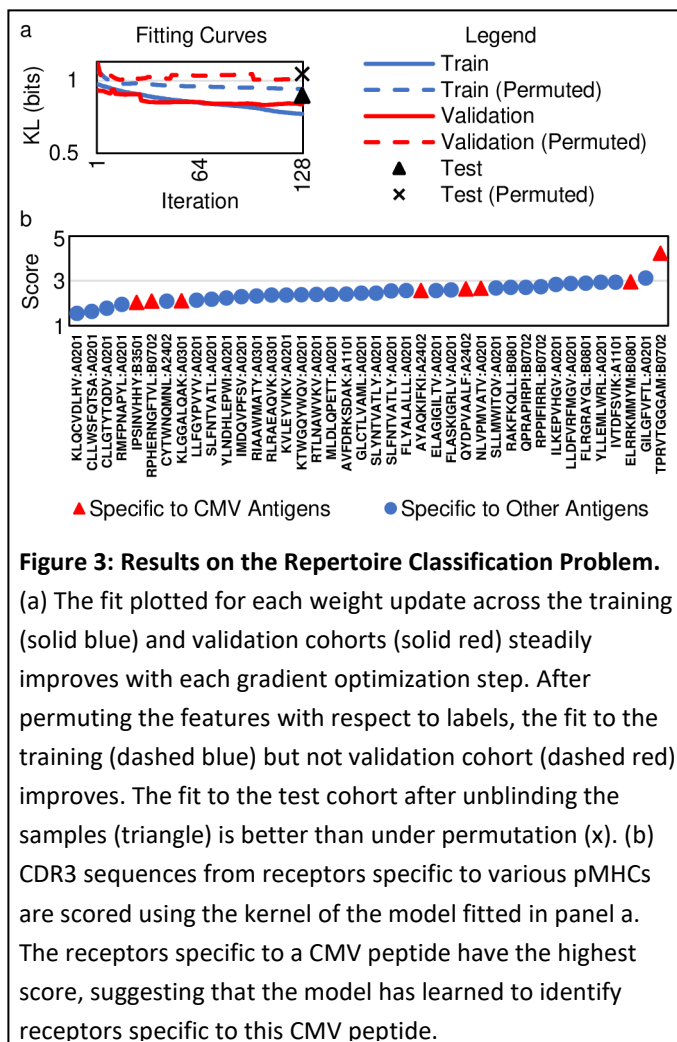 a
Fitting Curves
Legend
KL (bits)
1
0.5
1
64
128
Iteration
Train
Train (Permuted)
Validation
Validation (Permuted)
Test
Test (Permuted)
b
Score
5
3
1
KLQCVDLHV:A0201
CLLWSFQTSA:A0201
CLLGTYTQDV:A0201
RMFPNAPYL:A0201
IPSINVHHY:B3501
RPHERNGFTVL:B0702
CYTWNQMNL:A2402
KLGGALQAK:A0301
LLFGYPVYV:A0201
SLFNTVATL:A0201
YLNDHLEPWI:A0201
IMDQVPFSV:A0201
RIAAWMATY:A0301
RLRAEAQVK:A0301
KVLEYVIKV:A0201
KTWGQYWQV:A0201
RTLNAWVKV:A0201
MLDLQPETT:A0201
AVFDRKSDAK:A1101
GLCTLVAML:A0201
SLYNTVATLY:A0201
SLFNTVATLY:A0201
FLYALALLL:A0201
AYAQKIFKI:A2402
ELAGIGILTV:A0201
FLASKIGRLV:A0201
QYDPVAALF:A2402
NLVPMVATV:A0201
SLLMWITQV:A0201
RAKFKQLL:B0801
QPRAPIRPI:B0702
RPPIFIRRL:B0702
ILKEPVHGV:A0201
LLDFVRFMGV:A0201
FLRGRAYGL:B0801
YLLEMLWRL:A0201
IVTDFSVIK:A1101
ELRRKMMYM:B0801
GILGFVFTL:A0201
TPRVTGGGAM:B0702
Specific to CMV Antigens
Specific to Other Antigens
Figure 3: Results on the Repertoire Classification Problem.
(a) The fit plotted for each weight update across the training
(solid blue) and validation cohorts (solid red) steadily
improves with each gradient optimization step. After
permuting the features with respect to labels, the fit to the
training (dashed blue) but not validation cohort (dashed red)
improves. The fit to the test cohort after unblinding the
samples (triangle) is better than under permutation (x). (b)
CDR3 sequences from receptors specific to various pMHCs
are scored using the kernel of the model fitted in panel a.
The receptors specific to a CMV peptide have the highest
score, suggesting that the model has learned to identify
receptors specific to this CMV peptide.